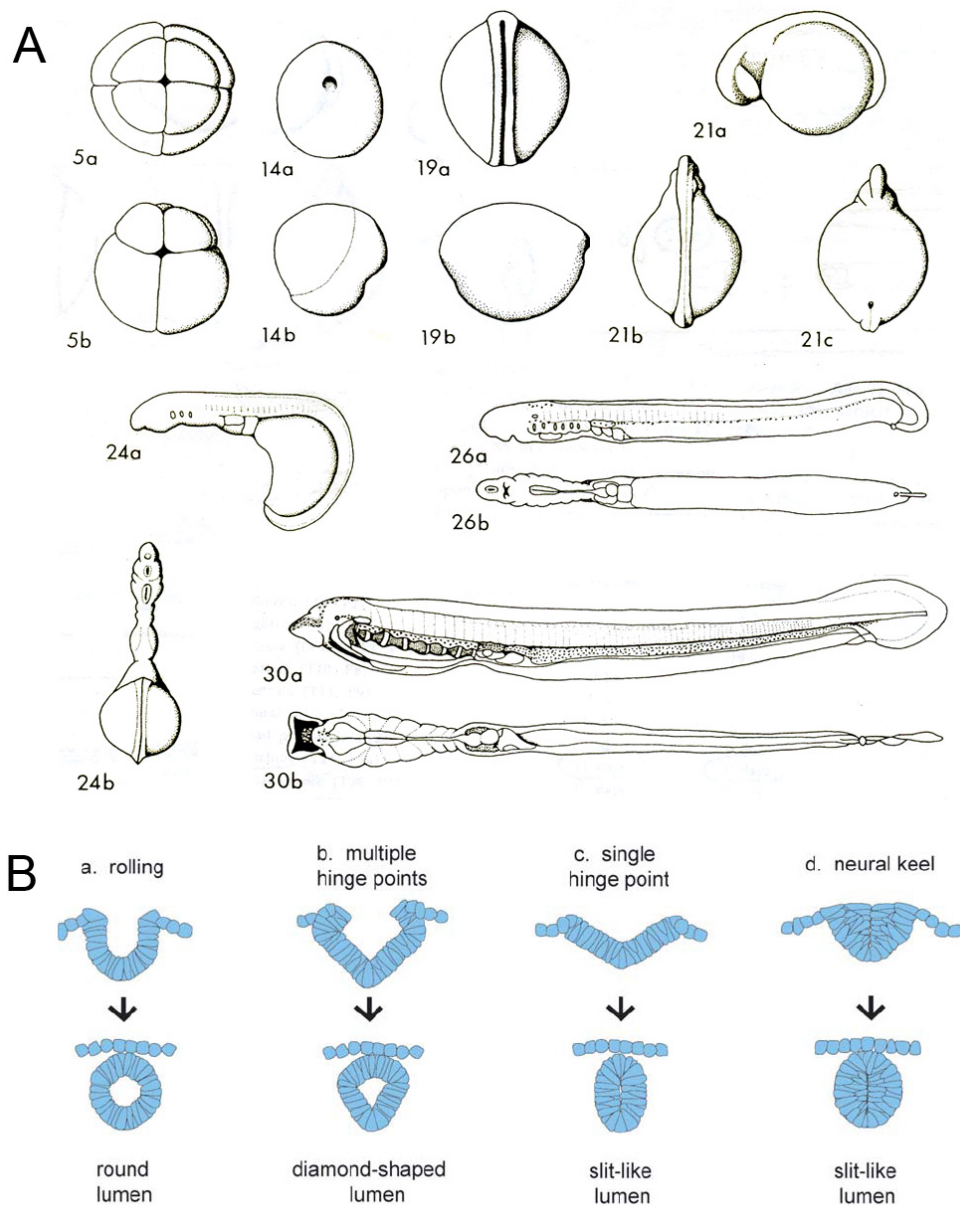 A
5a
14a
19a
21a
5b
14b
19b
21b
21c
24a
26a
26b
24b
30a
30b
B
a. rolling
b. multiple
hinge points
c. single
hinge point
d. neural keel
round
lumen
diamond-shaped
lumen
slit-like
lumen
slit-like
lumen